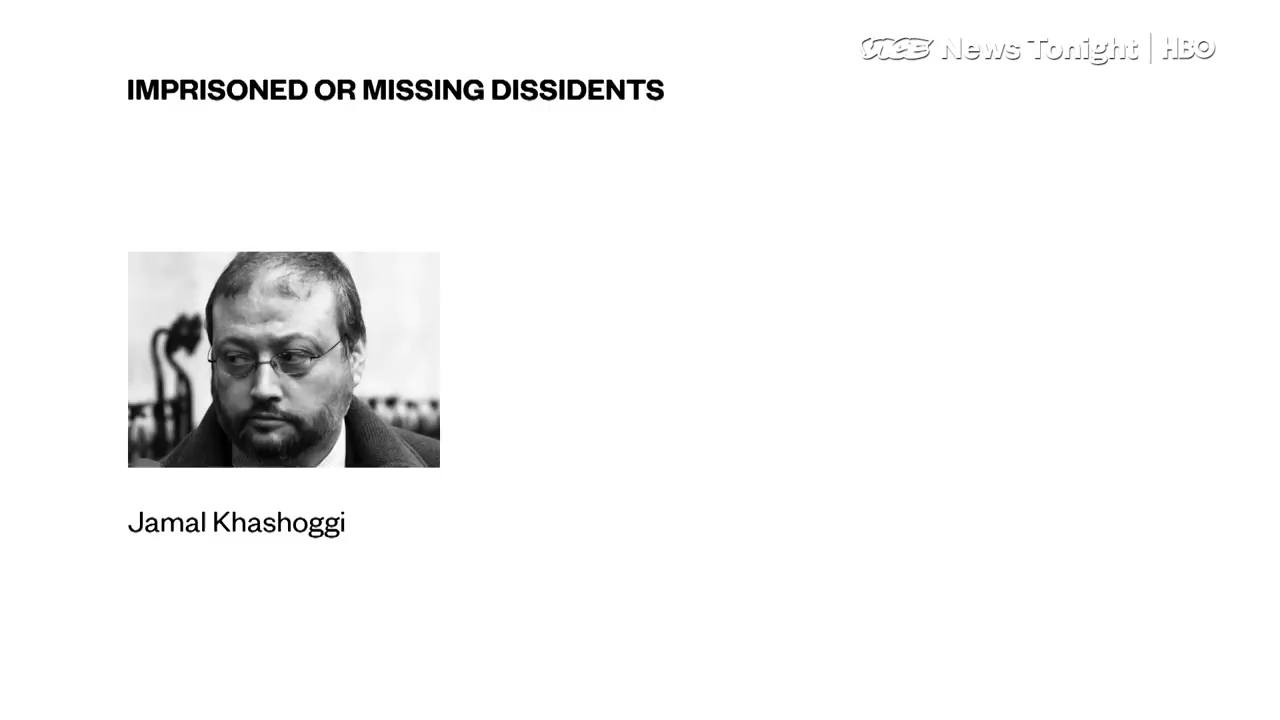 VICE News Tonight | HBO
IMPRISONED OR MISSING DISSIDENTS
Jamal Khashoggi